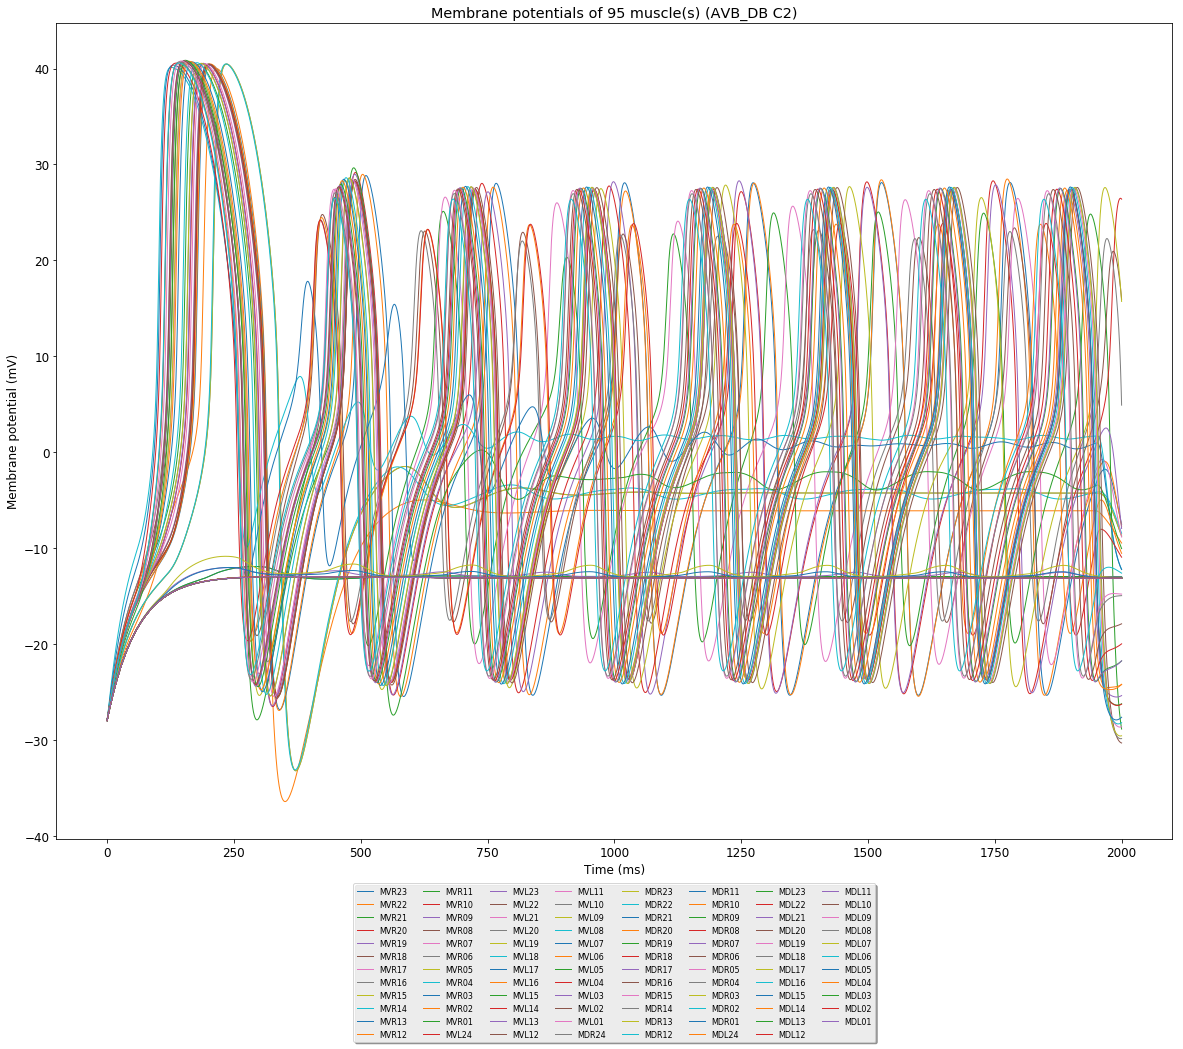 Membrane potentials of 95 muscle(s) (AVB_DB C2)
Membrane potential (mV)
40
30
20
10
0
−10
−20
−30
−40
0 250 500 750 1000 1250 1500 1750 2000
Time (ms)
MVR23 MVR11 MVL23 MVL11 MDR23 MDR11 MDL23 MDL11
MVR22 MVR10 MVL22 MVL10 MDR22 MDR10 MDL22 MDL10
MVR21 MVR09 MVL21 MVL09 MDR21 MDR09 MDL21 MDL09
MVR20 MVR08 MVL20 MVL08 MDR20 MDR08 MDL20 MDL08
MVR19 MVR07 MVL19 MVL07 MDR19 MDR07 MDL19 MDL07
MVR18 MVR06 MVL18 MVL06 MDR18 MDR06 MDL18 MDL06
MVR17 MVR05 MVL17 MVL05 MDR17 MDR05 MDL17 MDL05
MVR16 MVR04 MVL16 MVL04 MDR16 MDR04 MDL16 MDL04
MVR15 MVR03 MVL15 MVL03 MDR15 MDR03 MDL15 MDL03
MVR14 MVR02 MVL14 MVL02 MDR14 MDR02 MDL14 MDL02
MVR13 MVR01 MVL13 MVL01 MDR13 MDR01 MDL13 MDL01
MVR12 MVL24 MVL12 MDR24 MDR12 MDL24 MDL12